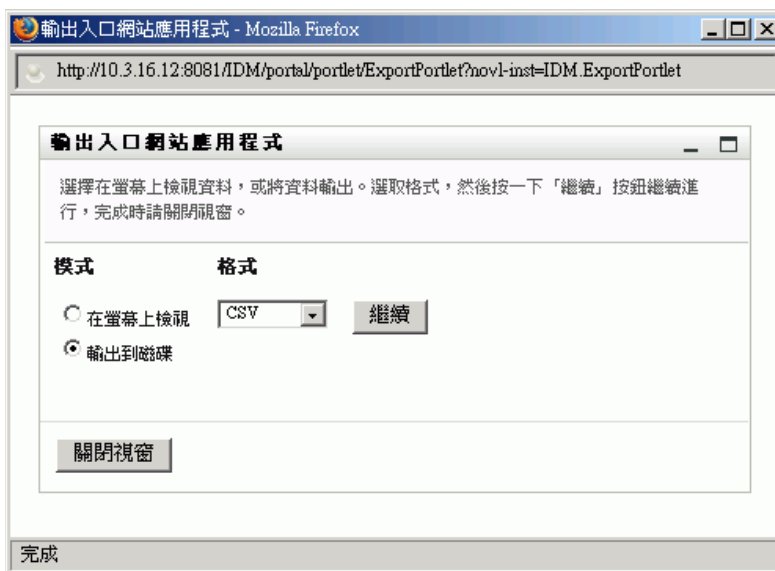 輸出入口網站應用程式 - Mozilla Firefox
http://10.3.16.12:8081/IDM/portal/portlet/ExportPortlet?novl-inst=IDM.ExportPortlet
輸出入口網站應用程式
選擇在螢幕上檢視資料，或將資料輸出。選取格式，然後按一下「繼續」按鈕繼續進
行，完成時請關閉視窗。
模式 格式
在螢幕上檢視 CSV 繼續
輸出到磁碟
關閉視窗
完成